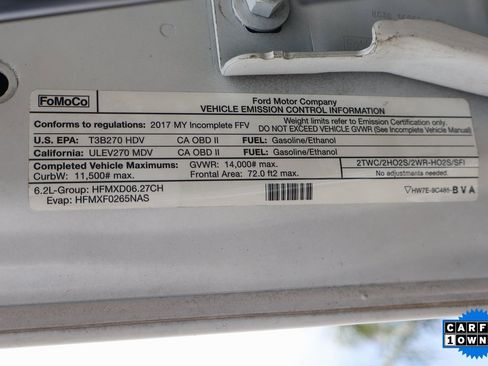 FoMoCo
Ford Motor Company
VEHICLE EMISSION CONTROL INFORMATION
Conforms to regulations: 2017 MY Incomplete FFV
Weight limits refer to Emission Certification only.
DO NOT EXCEED VEHICLE GVWR (See Incomplete Vehicle Manual)
U.S. EPA: T3B270 HDV CA OBD II FUEL: Gasoline/Ethanol
California: ULEV270 MDV CA OBD II FUEL: Gasoline/Ethanol
Completed Vehicle Maximums: GVWR: 14,000# max.
CurbW: 11,500# max. Frontal Area: 72.0 ft2 max.
2TWC/2HO2S/2WR-HO2S/SFI
No adjustments needed.
6.2L-Group: HFMXD06.27CH
Evap: HFMXF0265NAS
HW7E-9C485-BVA
CARF
1 OWN